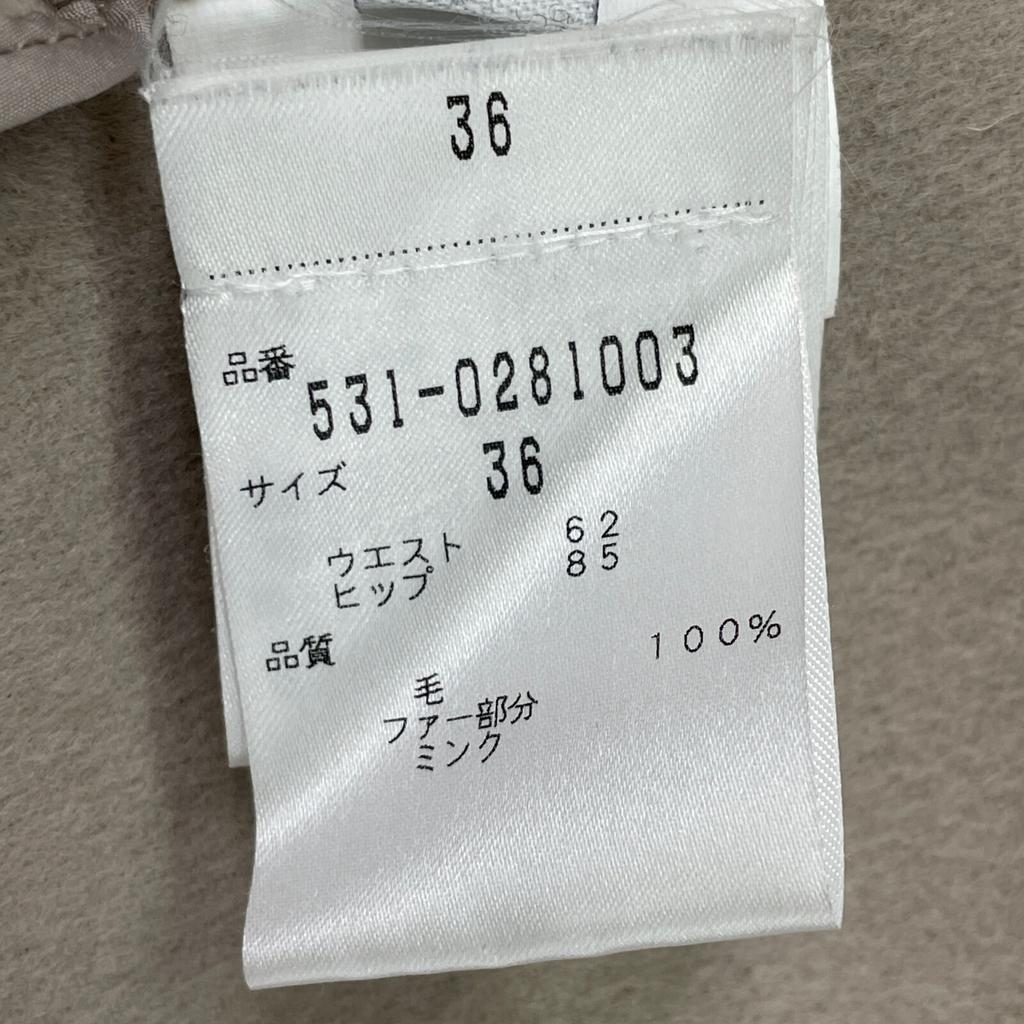 36
品番 531-0281003
サイズ 36
ウエスト 62
ヒップ 85
品質 100%
毛
ファー部分
ミンク